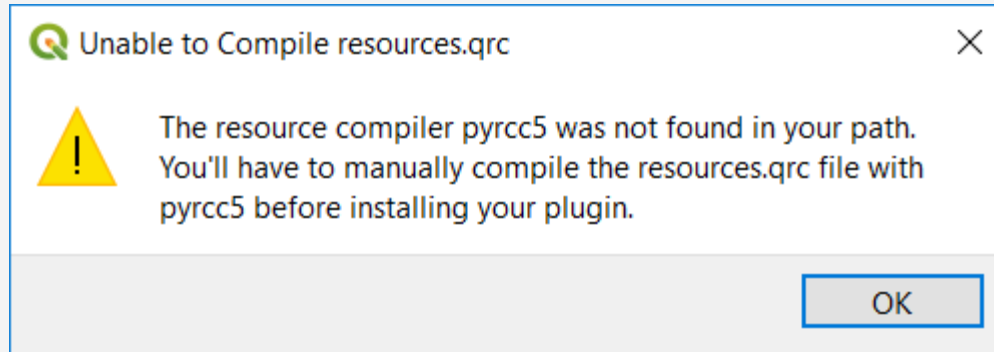 Unable to Compile resources.qrc
The resource compiler pyrcc5 was not found in your path.
You'll have to manually compile the resources.qrc file with
pyrcc5 before installing your plugin.
OK